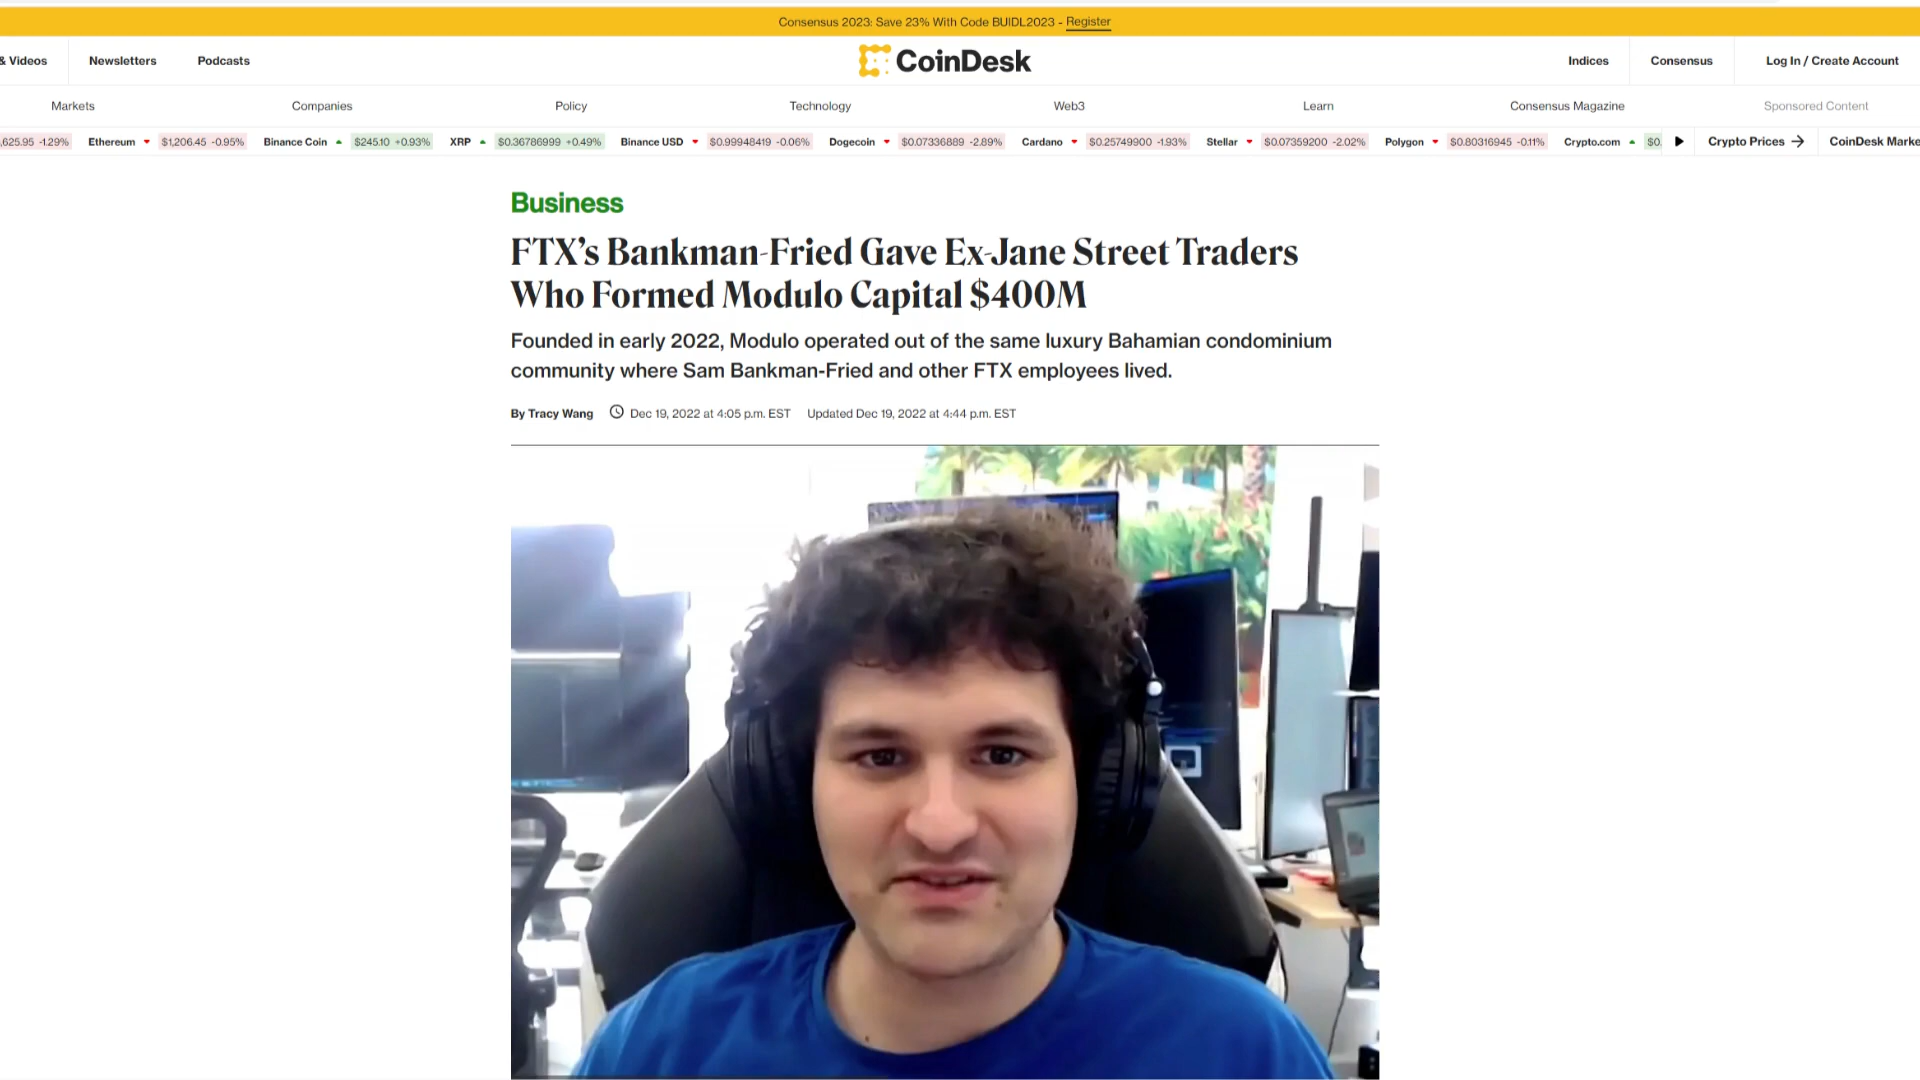 Consensus 2023: Save 23% With Code BUIDL2023 - Register
& Videos Newsletters Podcasts CoinDesk Indices Consensus Log In / Create Account
Markets Companies Policy Technology Web3 Learn Consensus Magazine Sponsored Content
,625.95 -1.29% Ethereum $1,206.45 -0.95% Binance Coin $245.10 +0.93% XRP $0.36786999 +0.49% Binance USD $0.99948419 -0.06% Dogecoin $0.07336889 -2.89% Cardano $0.25749900 -1.93% Stellar $0.07359200 -2.02% Polygon $0.80316945 -0.11% Crypto.com $0. Crypto Prices → CoinDesk Marke
Business
FTX’s Bankman-Fried Gave Ex-Jane Street Traders
Who Formed Modulo Capital $400M
Founded in early 2022, Modulo operated out of the same luxury Bahamian condominium
community where Sam Bankman-Fried and other FTX employees lived.
By Tracy Wang Dec 19, 2022 at 4:05 p.m. EST Updated Dec 19, 2022 at 4:44 p.m. EST